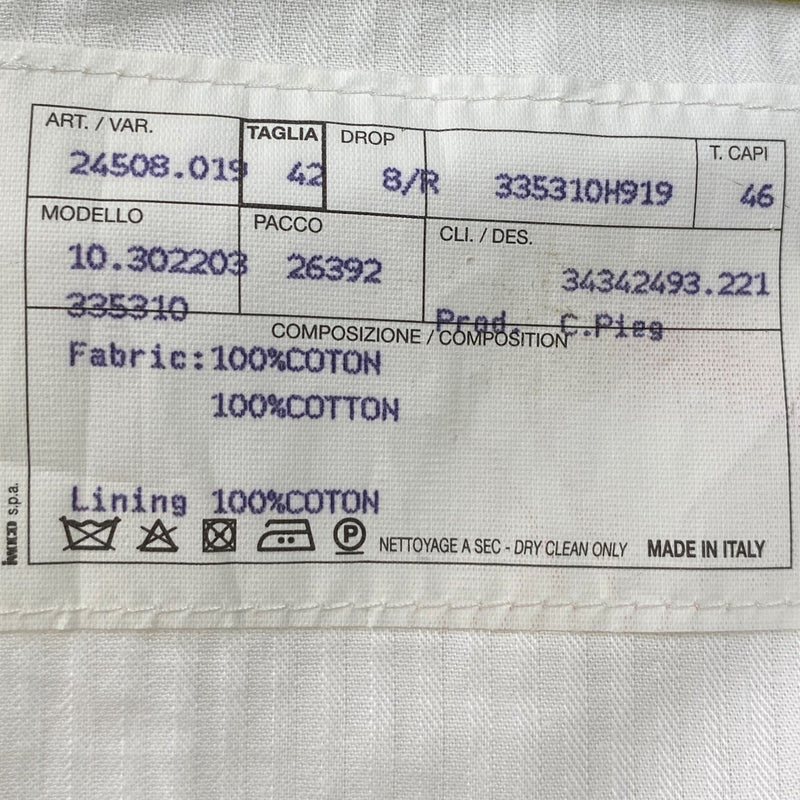 ART. / VAR. TAGLIA DROP T. CAPI
24508.019 42 8/R 335310H919 46
MODELLO PACCO CLI. / DES.
10.302203 26392 34342493.221
335310 Prod. C.Pieg
COMPOSIZIONE / COMPOSITION
Fabric:100%COTON
100%COTTON
Lining 100%COTON
P NETTOYAGE A SEC - DRY CLEAN ONLY MADE IN ITALY
s.p.a.